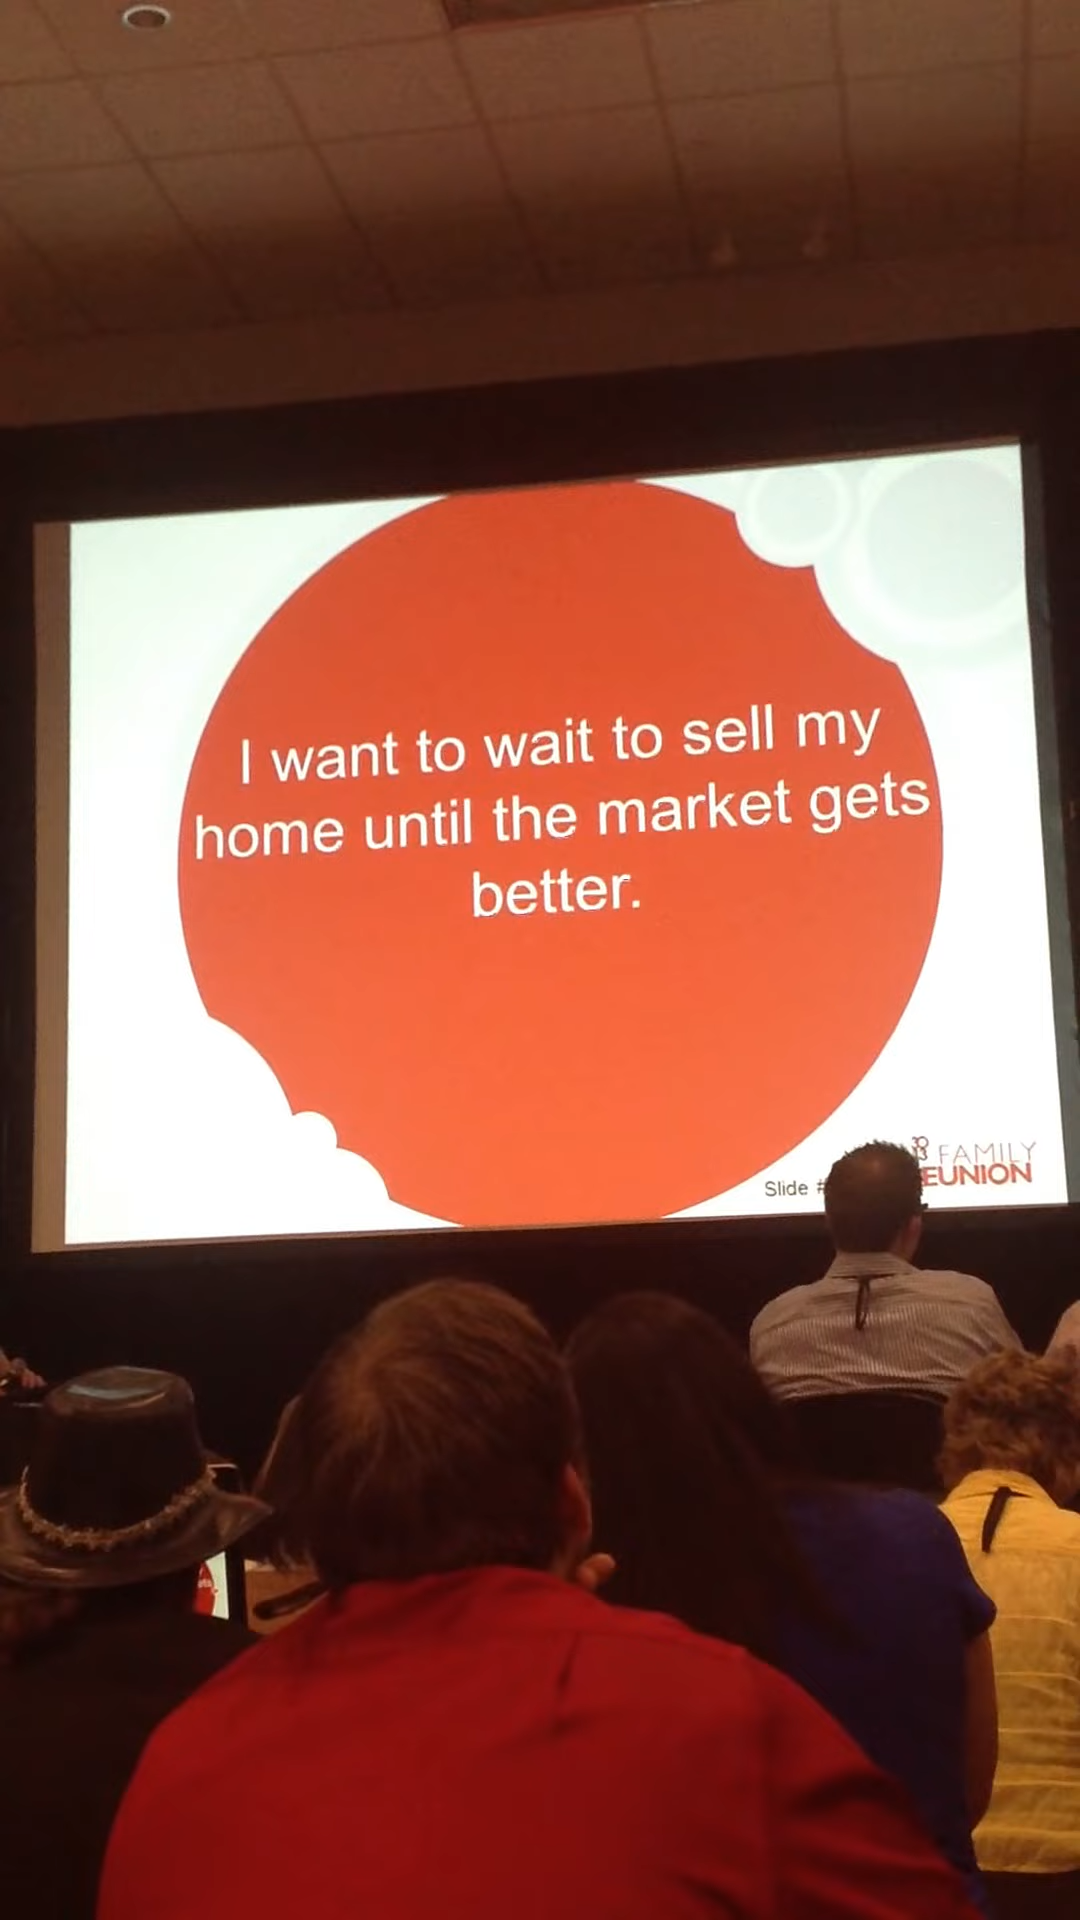 I want to wait to sell my
home until the market gets
better.
Slide #
FAMILY
EUNION